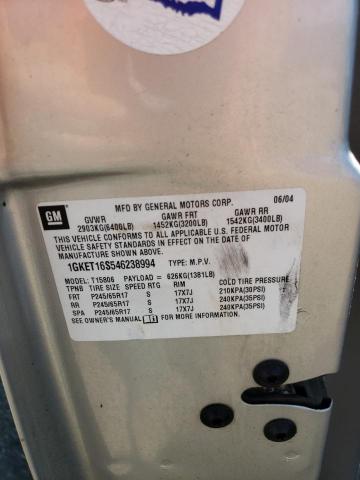 GM
MFD BY GENERAL MOTORS CORP. 06/04
GVWR GAWR FRT GAWR RR
2903KG(6400LB) 1452KG(3200LB) 1542KG(3400LB)
THIS VEHICLE CONFORMS TO ALL APPLICABLE U.S. FEDERAL MOTOR
VEHICLE SAFETY STANDARDS IN EFFECT ON THE DATE OF
MANUFACTURE SHOWN ABOVE.
1GKET16S546238994 TYPE: M.P.V.
MODEL: T15806 PAYLOAD = 626KG(1381LB)
TPNB TIRE SIZE SPEED RTG RIM COLD TIRE PRESSURE
FRT P245/65R17 S 17X7J 210KPA(30PSI)
RR P245/65R17 S 17X7J 240KPA(35PSI)
SPA P245/65R17 S 17X7J 240KPA(35PSI)
SEE OWNER'S MANUAL FOR MORE INFORMATION.